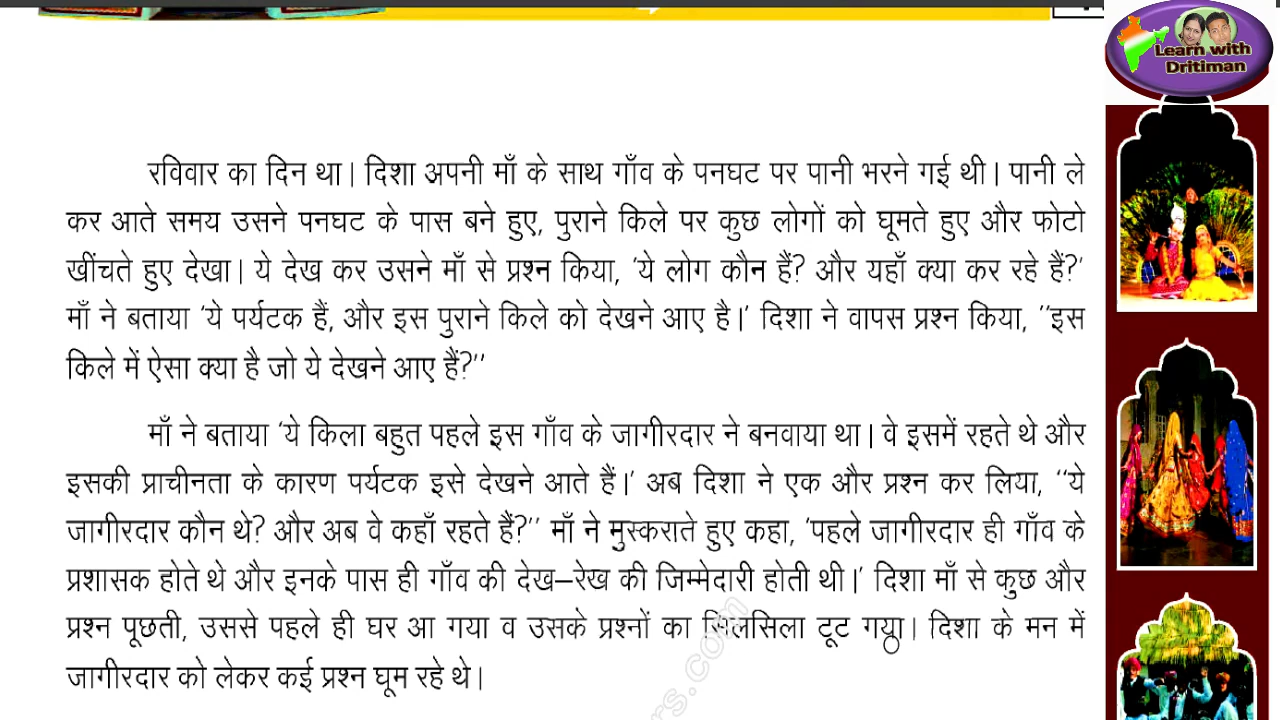 Learn with
Dritiman
रविवार का दिन था। दिशा अपनी माँ के साथ गाँव के पनघट पर पानी भरने गई थी। पानी ले
कर आते समय उसने पनघट के पास बने हुए, पुराने किले पर कुछ लोगों को घूमते हुए और फोटो
खींचते हुए देखा। ये देख कर उसने माँ से प्रश्न किया, 'ये लोग कौन हैं? और यहाँ क्या कर रहे हैं?'
माँ ने बताया 'ये पर्यटक हैं, और इस पुराने किले को देखने आए है।' दिशा ने वापस प्रश्न किया, ''इस
किले में ऐसा क्या है जो ये देखने आए हैं?''
माँ ने बताया 'ये किला बहुत पहले इस गाँव के जागीरदार ने बनवाया था। वे इसमें रहते थे और
इसकी प्राचीनता के कारण पर्यटक इसे देखने आते हैं।' अब दिशा ने एक और प्रश्न कर लिया, ''ये
जागीरदार कौन थे? और अब वे कहाँ रहते हैं?'' माँ ने मुस्कराते हुए कहा, 'पहले जागीरदार ही गाँव के
प्रशासक होते थे और इनके पास ही गाँव की देख–रेख की जिम्मेदारी होती थी।' दिशा माँ से कुछ और
प्रश्न पूछती, उससे पहले ही घर आ गया व उसके प्रश्नों का सिलसिला टूट गया। दिशा के मन में
जागीरदार को लेकर कई प्रश्न घूम रहे थे।
rs.com